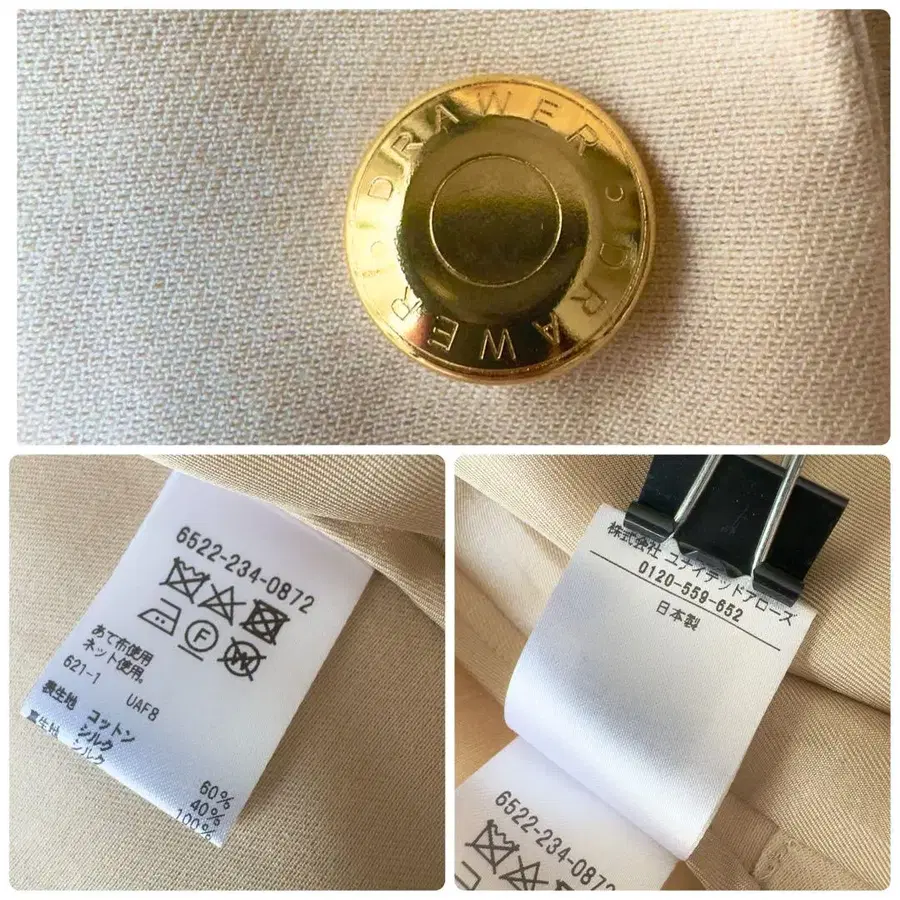 DRAWER · DRAWER ·
6522-234-0872
あて布使用
ネット使用。
621-1 UAF8
表生地 コットン 60%
シルク 40%
裏生地 シルク 100%
株式会社 ユナイテッドアローズ
0120-559-652
日本製
6522-234-0872